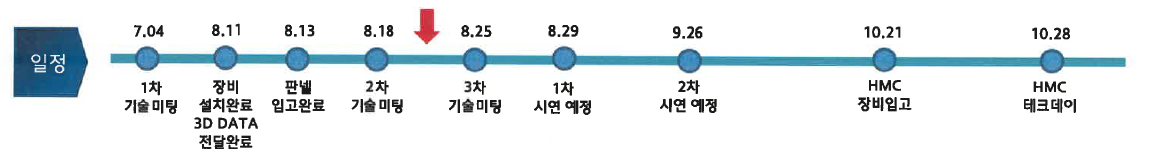 일정
7.04
1차
기술미팅
8.11
장비
설치완료
3D DATA
전달완료
8.13
판넬
입고완료
8.18
2차
기술미팅
8.25
3차
기술미팅
8.29
1차
시연 예정
9.26
2차
시연 예정
10.21
HMC
장비입고
10.28
HMC
테크데이